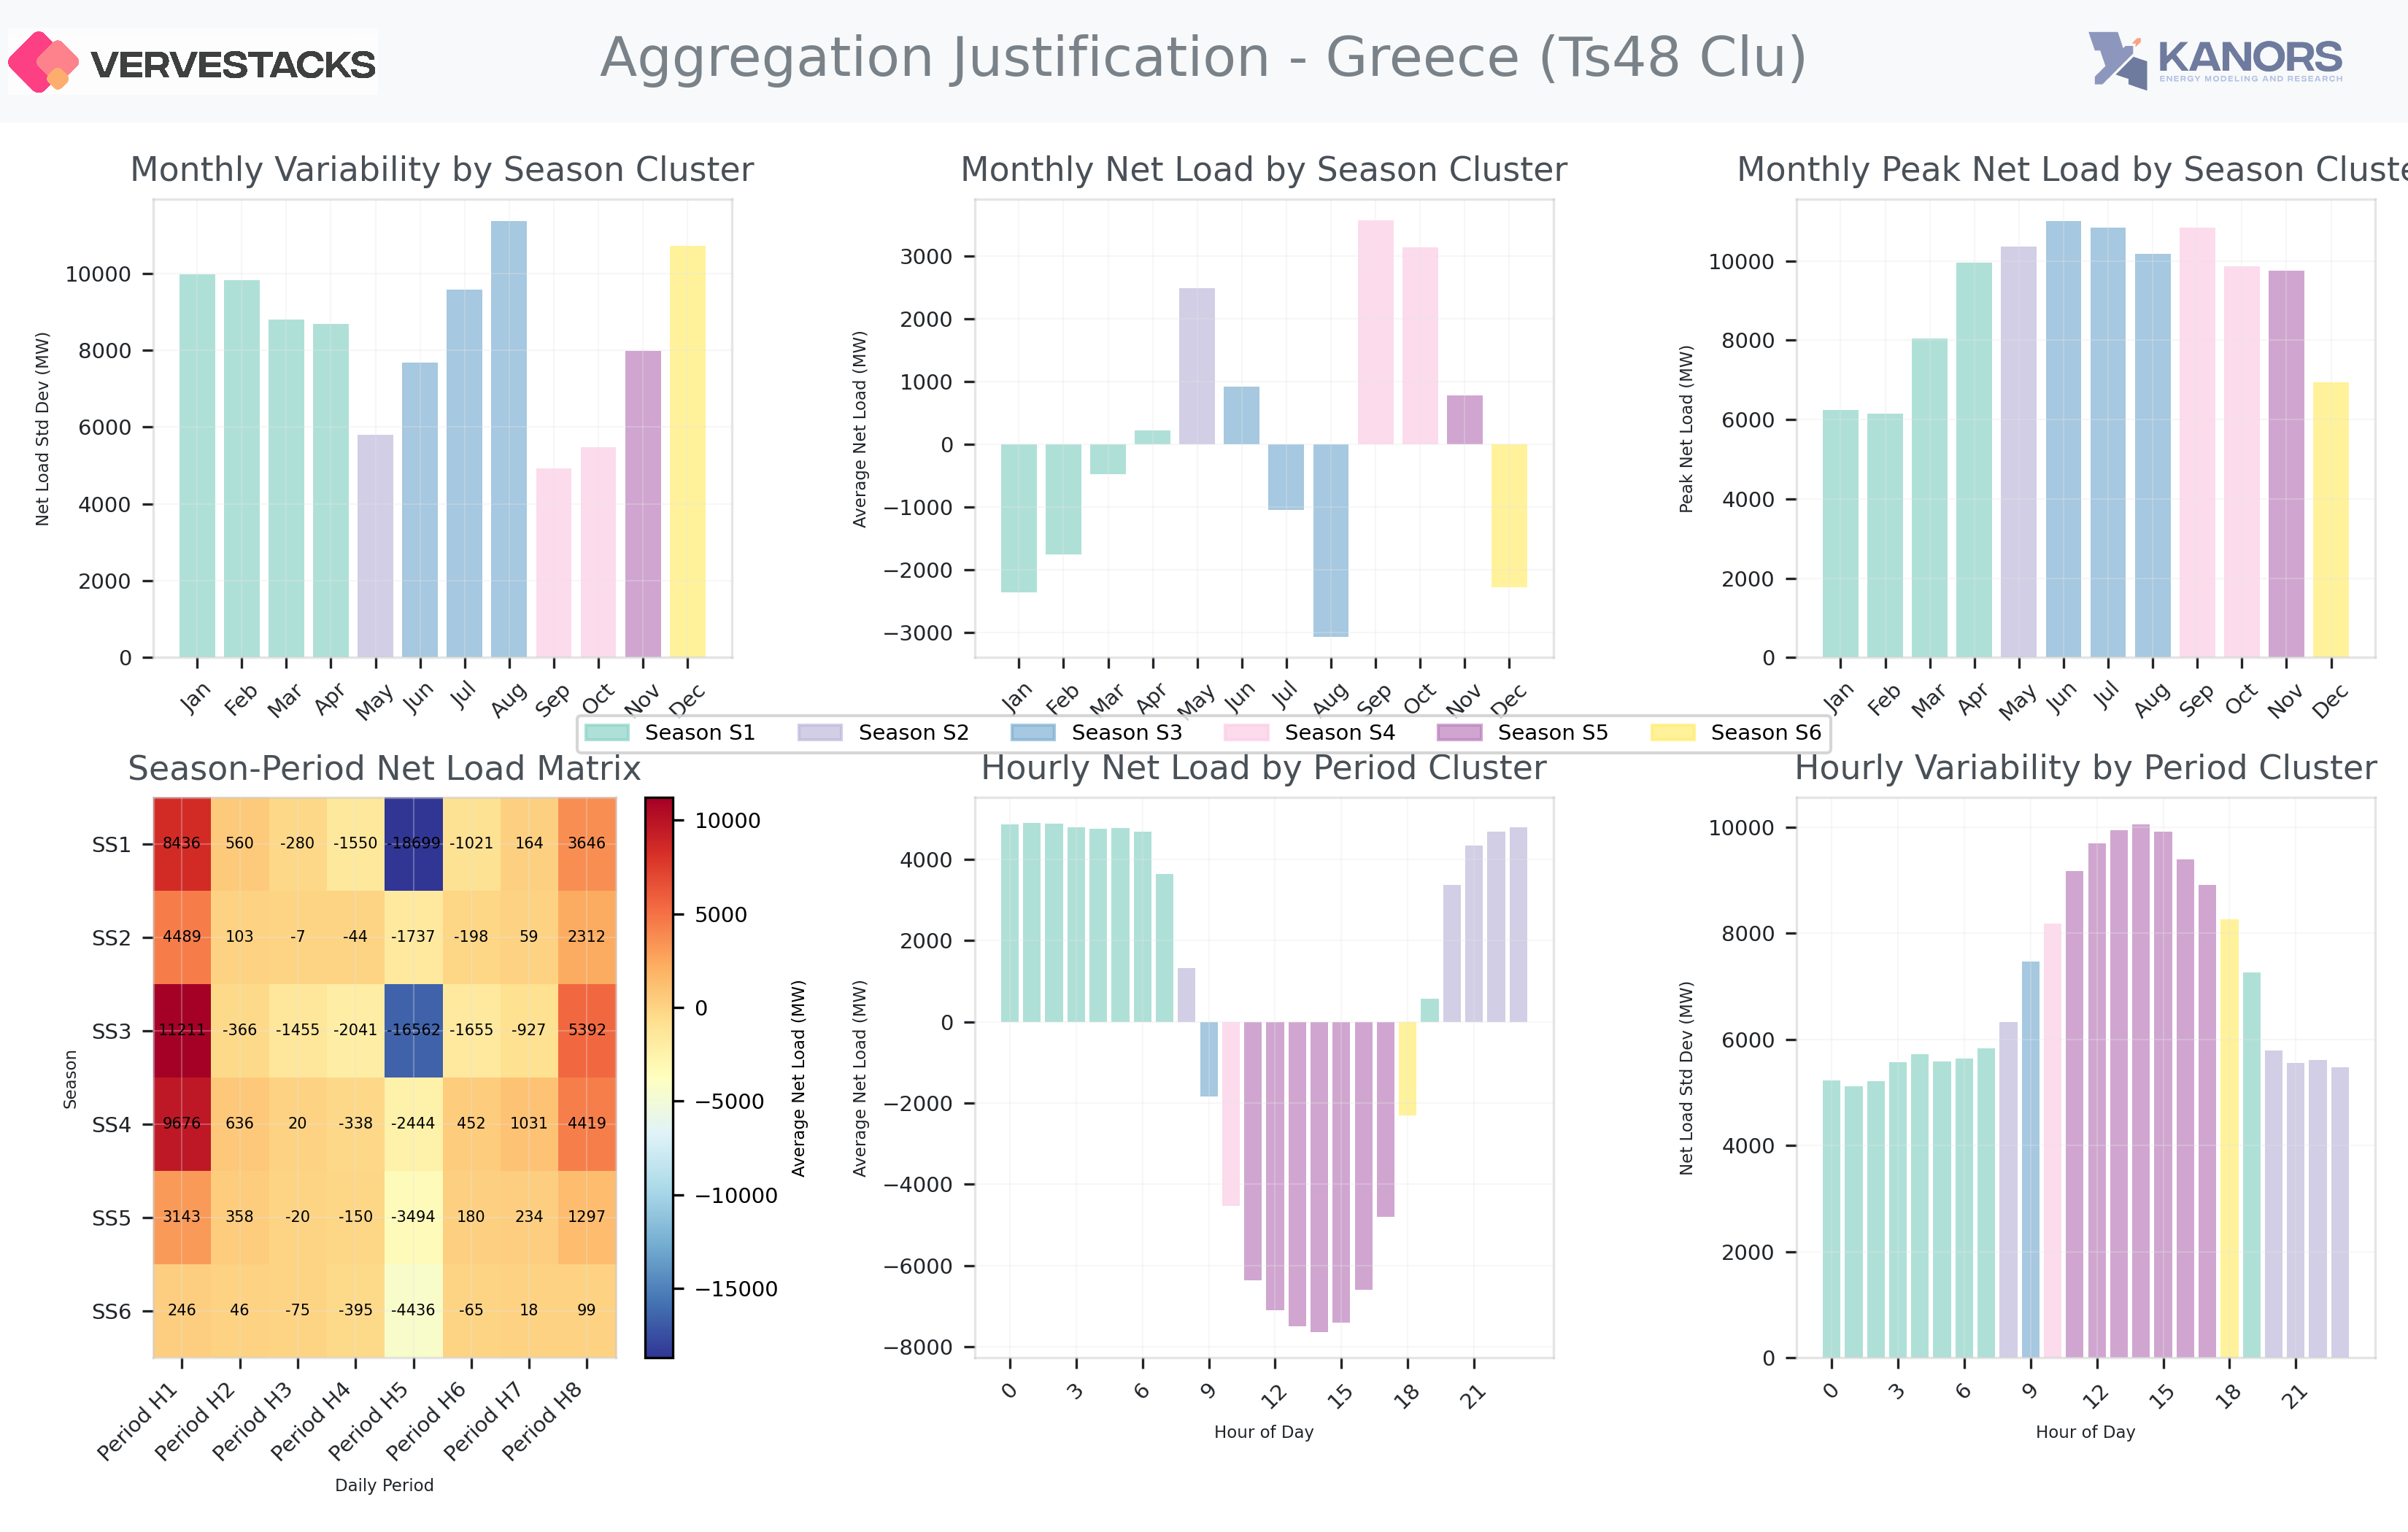 VERVESTACKS
Aggregation Justification - Greece (Ts48 Clu)
KANORS
ENERGY MODELING AND RESEARCH
Monthly Variability by Season Cluster
Net Load Std Dev (MW)
10000
8000
6000
4000
2000
0
Jan Feb Mar Apr May Jun Jul Aug Sep Oct Nov Dec
Monthly Net Load by Season Cluster
Average Net Load (MW)
3000
2000
1000
0
−1000
−2000
−3000
Jan Feb Mar Apr May Jun Jul Aug Sep Oct Nov Dec
Monthly Peak Net Load by Season Cluste
Peak Net Load (MW)
10000
8000
6000
4000
2000
0
Jan Feb Mar Apr May Jun Jul Aug Sep Oct Nov Dec
Season S1 Season S2 Season S3 Season S4 Season S5 Season S6
Season-Period Net Load Matrix
Season
SS1 8436 560 -280 -1550 -18699 -1021 164 3646
SS2 4489 103 -7 -44 -1737 -198 59 2312
SS3 11211 -366 -1455 -2041 -16562 -1655 -927 5392
SS4 9676 636 20 -338 -2444 452 1031 4419
SS5 3143 358 -20 -150 -3494 180 234 1297
SS6 246 46 -75 -395 -4436 -65 18 99
Period H1 Period H2 Period H3 Period H4 Period H5 Period H6 Period H7 Period H8
Daily Period
10000
5000
0
−5000
−10000
−15000
Average Net Load (MW)
Hourly Net Load by Period Cluster
Average Net Load (MW)
4000
2000
0
−2000
−4000
−6000
−8000
0 3 6 9 12 15 18 21
Hour of Day
Hourly Variability by Period Cluster
Net Load Std Dev (MW)
10000
8000
6000
4000
2000
0
0 3 6 9 12 15 18 21
Hour of Day